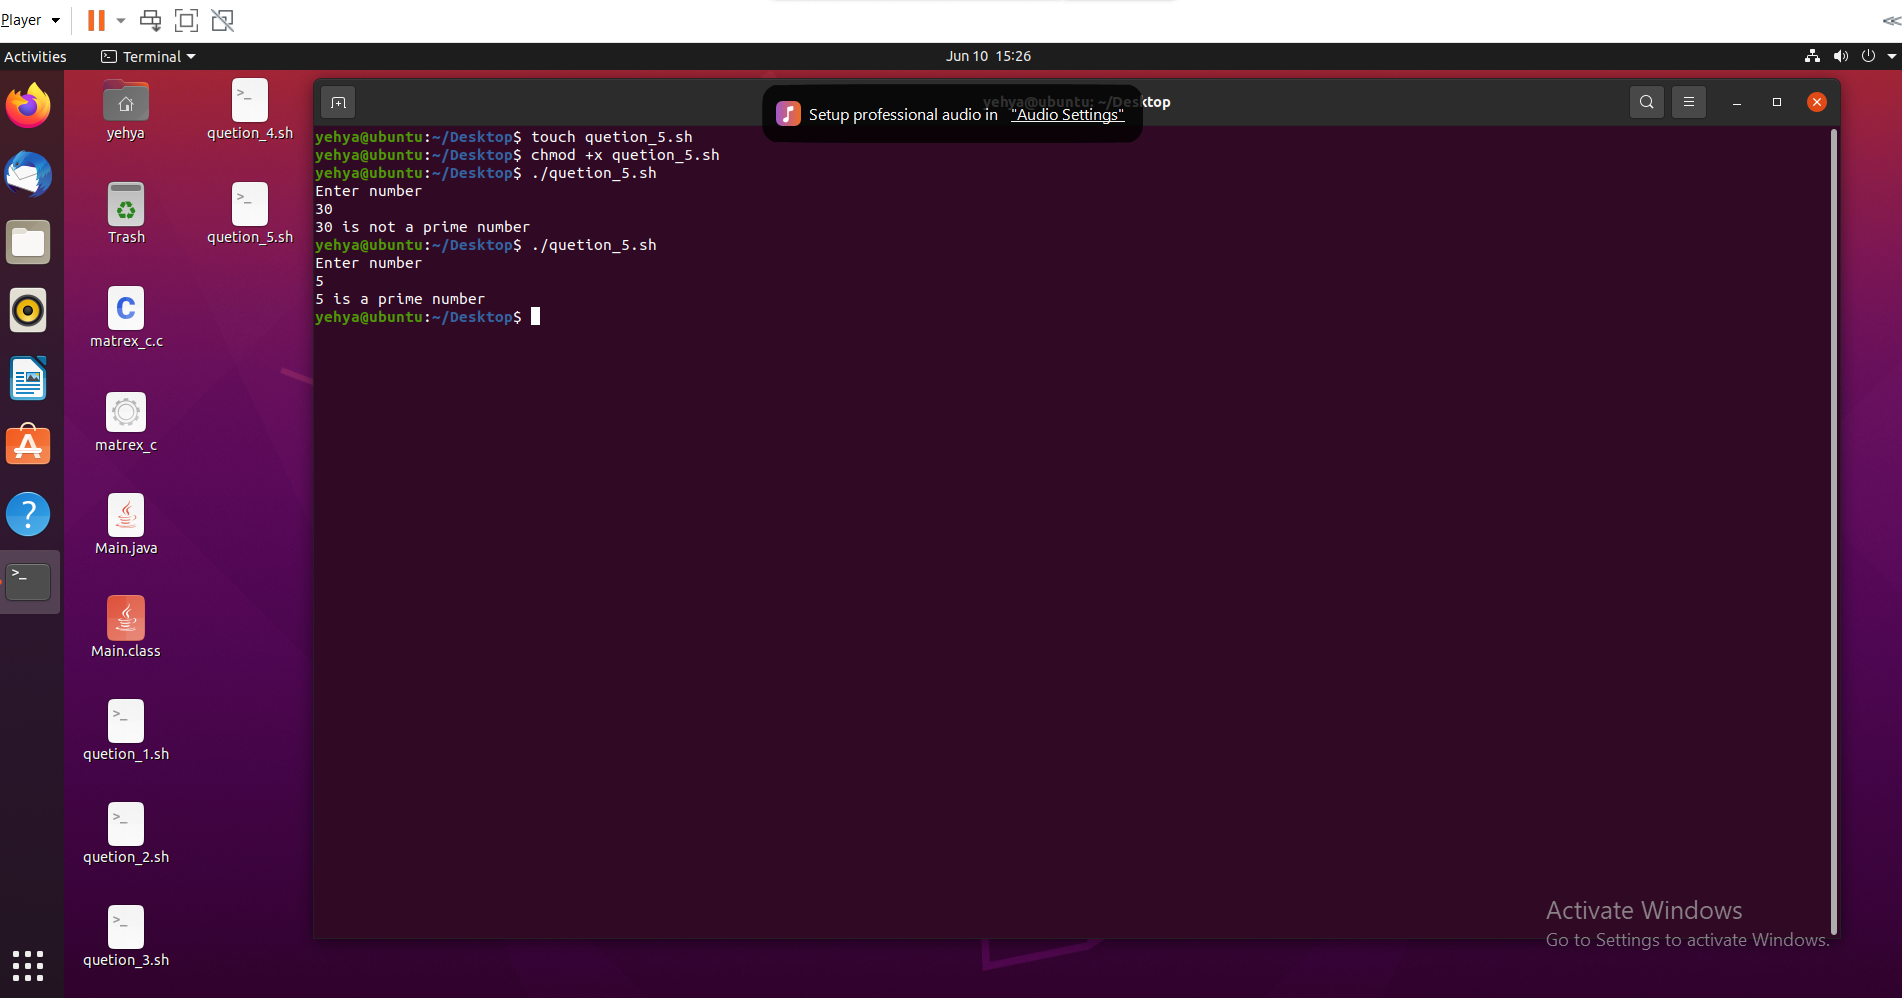 Player
Activities
Terminal
Jun 10 15:26
yehya@ubuntu: ~/Desktop
Setup professional audio in "Audio Settings"
yehya@ubuntu:~/Desktop$ touch quetion_5.sh
yehya@ubuntu:~/Desktop$ chmod +x quetion_5.sh
yehya@ubuntu:~/Desktop$ ./quetion_5.sh
Enter number
30
30 is not a prime number
yehya@ubuntu:~/Desktop$ ./quetion_5.sh
Enter number
5
5 is a prime number
yehya@ubuntu:~/Desktop$
yehya
quetion_4.sh
Trash
quetion_5.sh
matrex_c.c
matrex_c
Main.java
Main.class
quetion_1.sh
quetion_2.sh
quetion_3.sh
Activate Windows
Go to Settings to activate Windows.